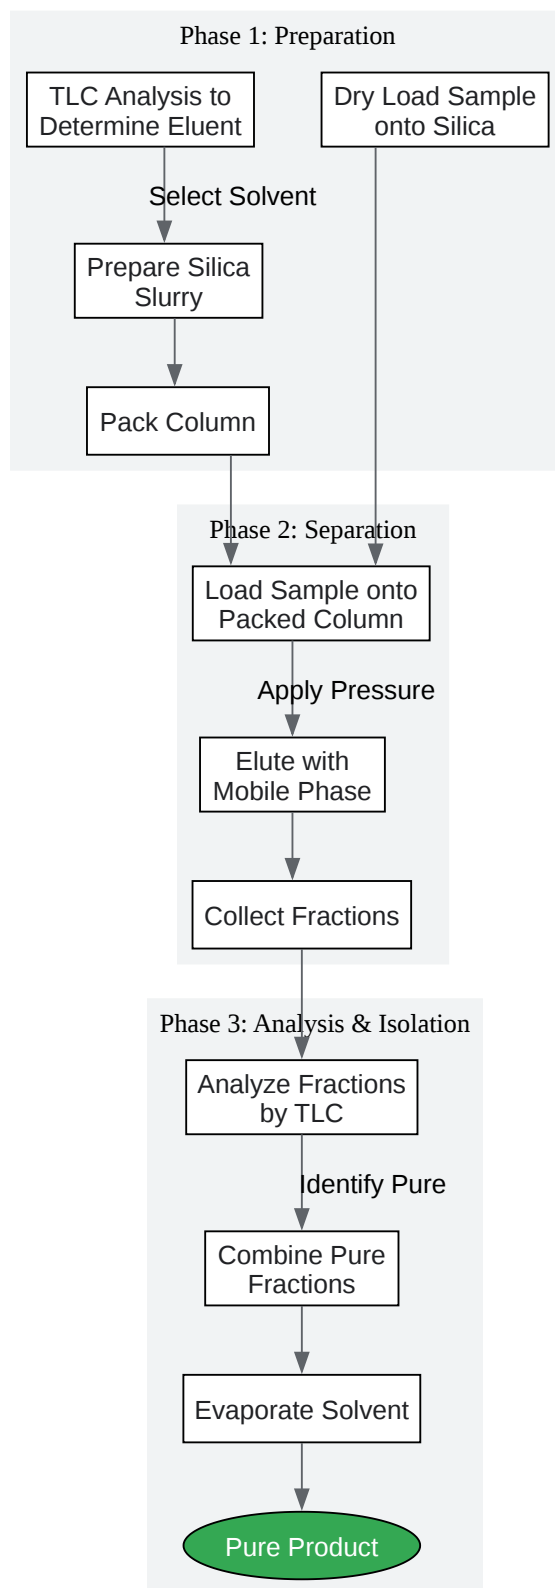 Phase 1: Preparation
TLC Analysis to
Determine Eluent
Dry Load Sample
onto Silica
Select Solvent
Prepare Silica
Slurry
Pack Column
Phase 2: Separation
Load Sample onto
Packed Column
Apply Pressure
Elute with
Mobile Phase
Collect Fractions
Phase 3: Analysis & Isolation
Analyze Fractions
by TLC
Identify Pure
Combine Pure
Fractions
Evaporate Solvent
Pure Product